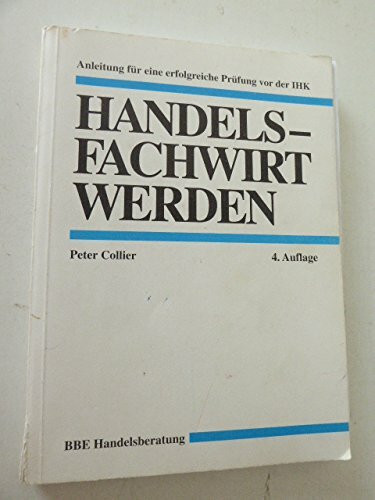 Anleitung für eine erfolgreiche Prüfung vor der IHK
HANDELS–
FACHWIRT
WERDEN
Peter Collier 4. Auflage
BBE Handelsberatung